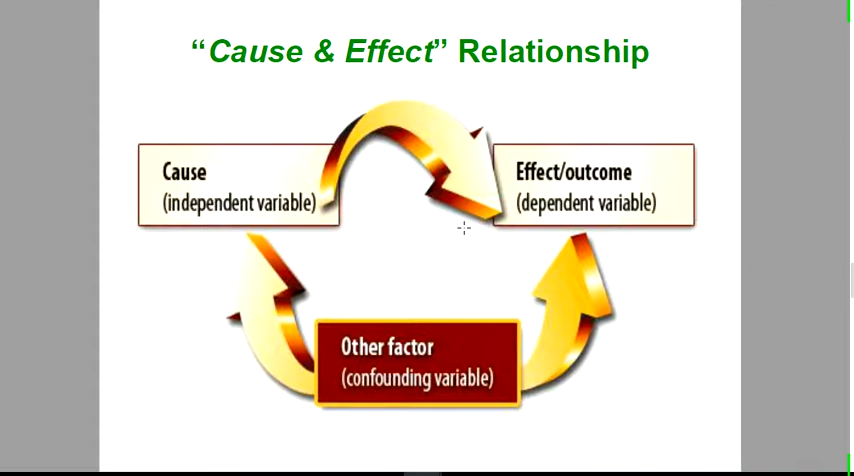 “Cause & Effect” Relationship
Cause
(independent variable)
Effect/outcome
(dependent variable)
Other factor
(confounding variable)